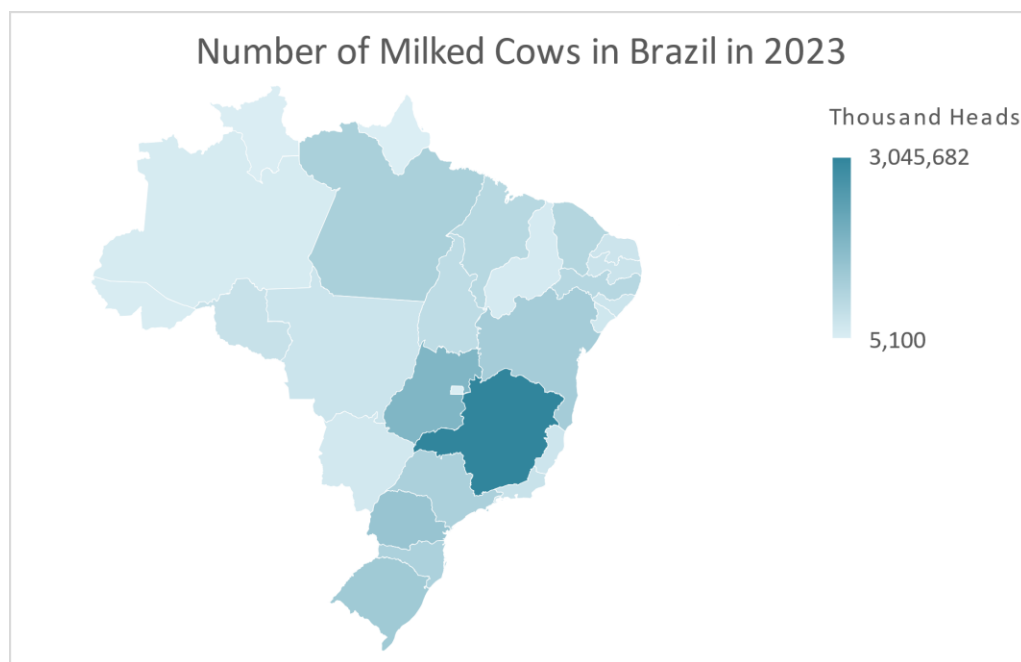 Number of Milked Cows in Brazil in 2023
Thousand Heads
3,045,682
5,100